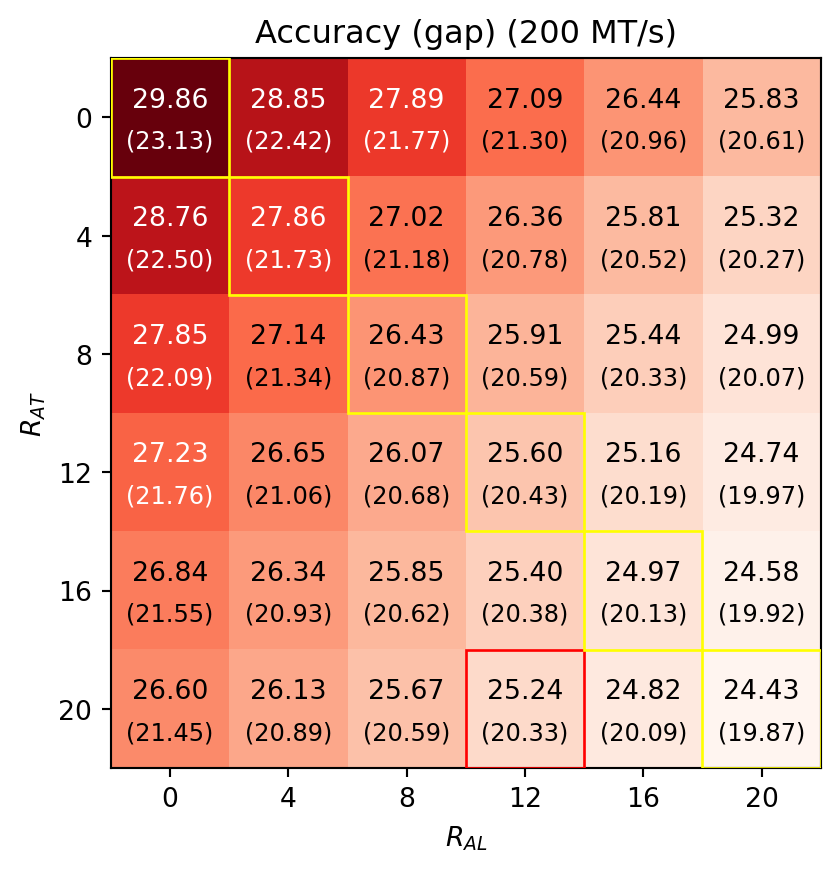 Accuracy (gap) (200 MT/s)
0 29.86 28.85 27.89 27.09 26.44 25.83
(23.13) (22.42) (21.77) (21.30) (20.96) (20.61)
4 28.76 27.86 27.02 26.36 25.81 25.32
(22.50) (21.73) (21.18) (20.78) (20.52) (20.27)
8 27.85 27.14 26.43 25.91 25.44 24.99
(22.09) (21.34) (20.87) (20.59) (20.33) (20.07)
12 27.23 26.65 26.07 25.60 25.16 24.74
(21.76) (21.06) (20.68) (20.43) (20.19) (19.97)
16 26.84 26.34 25.85 25.40 24.97 24.58
(21.55) (20.93) (20.62) (20.38) (20.13) (19.92)
20 26.60 26.13 25.67 25.24 24.82 24.43
(21.45) (20.89) (20.59) (20.33) (20.09) (19.87)
R_{AT}
0 4 8 12 16 20
R_{AL}